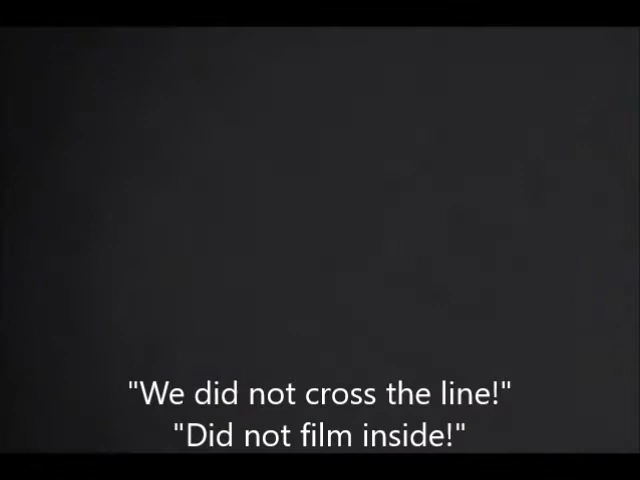 "We did not cross the line!"
"Did not film inside!"